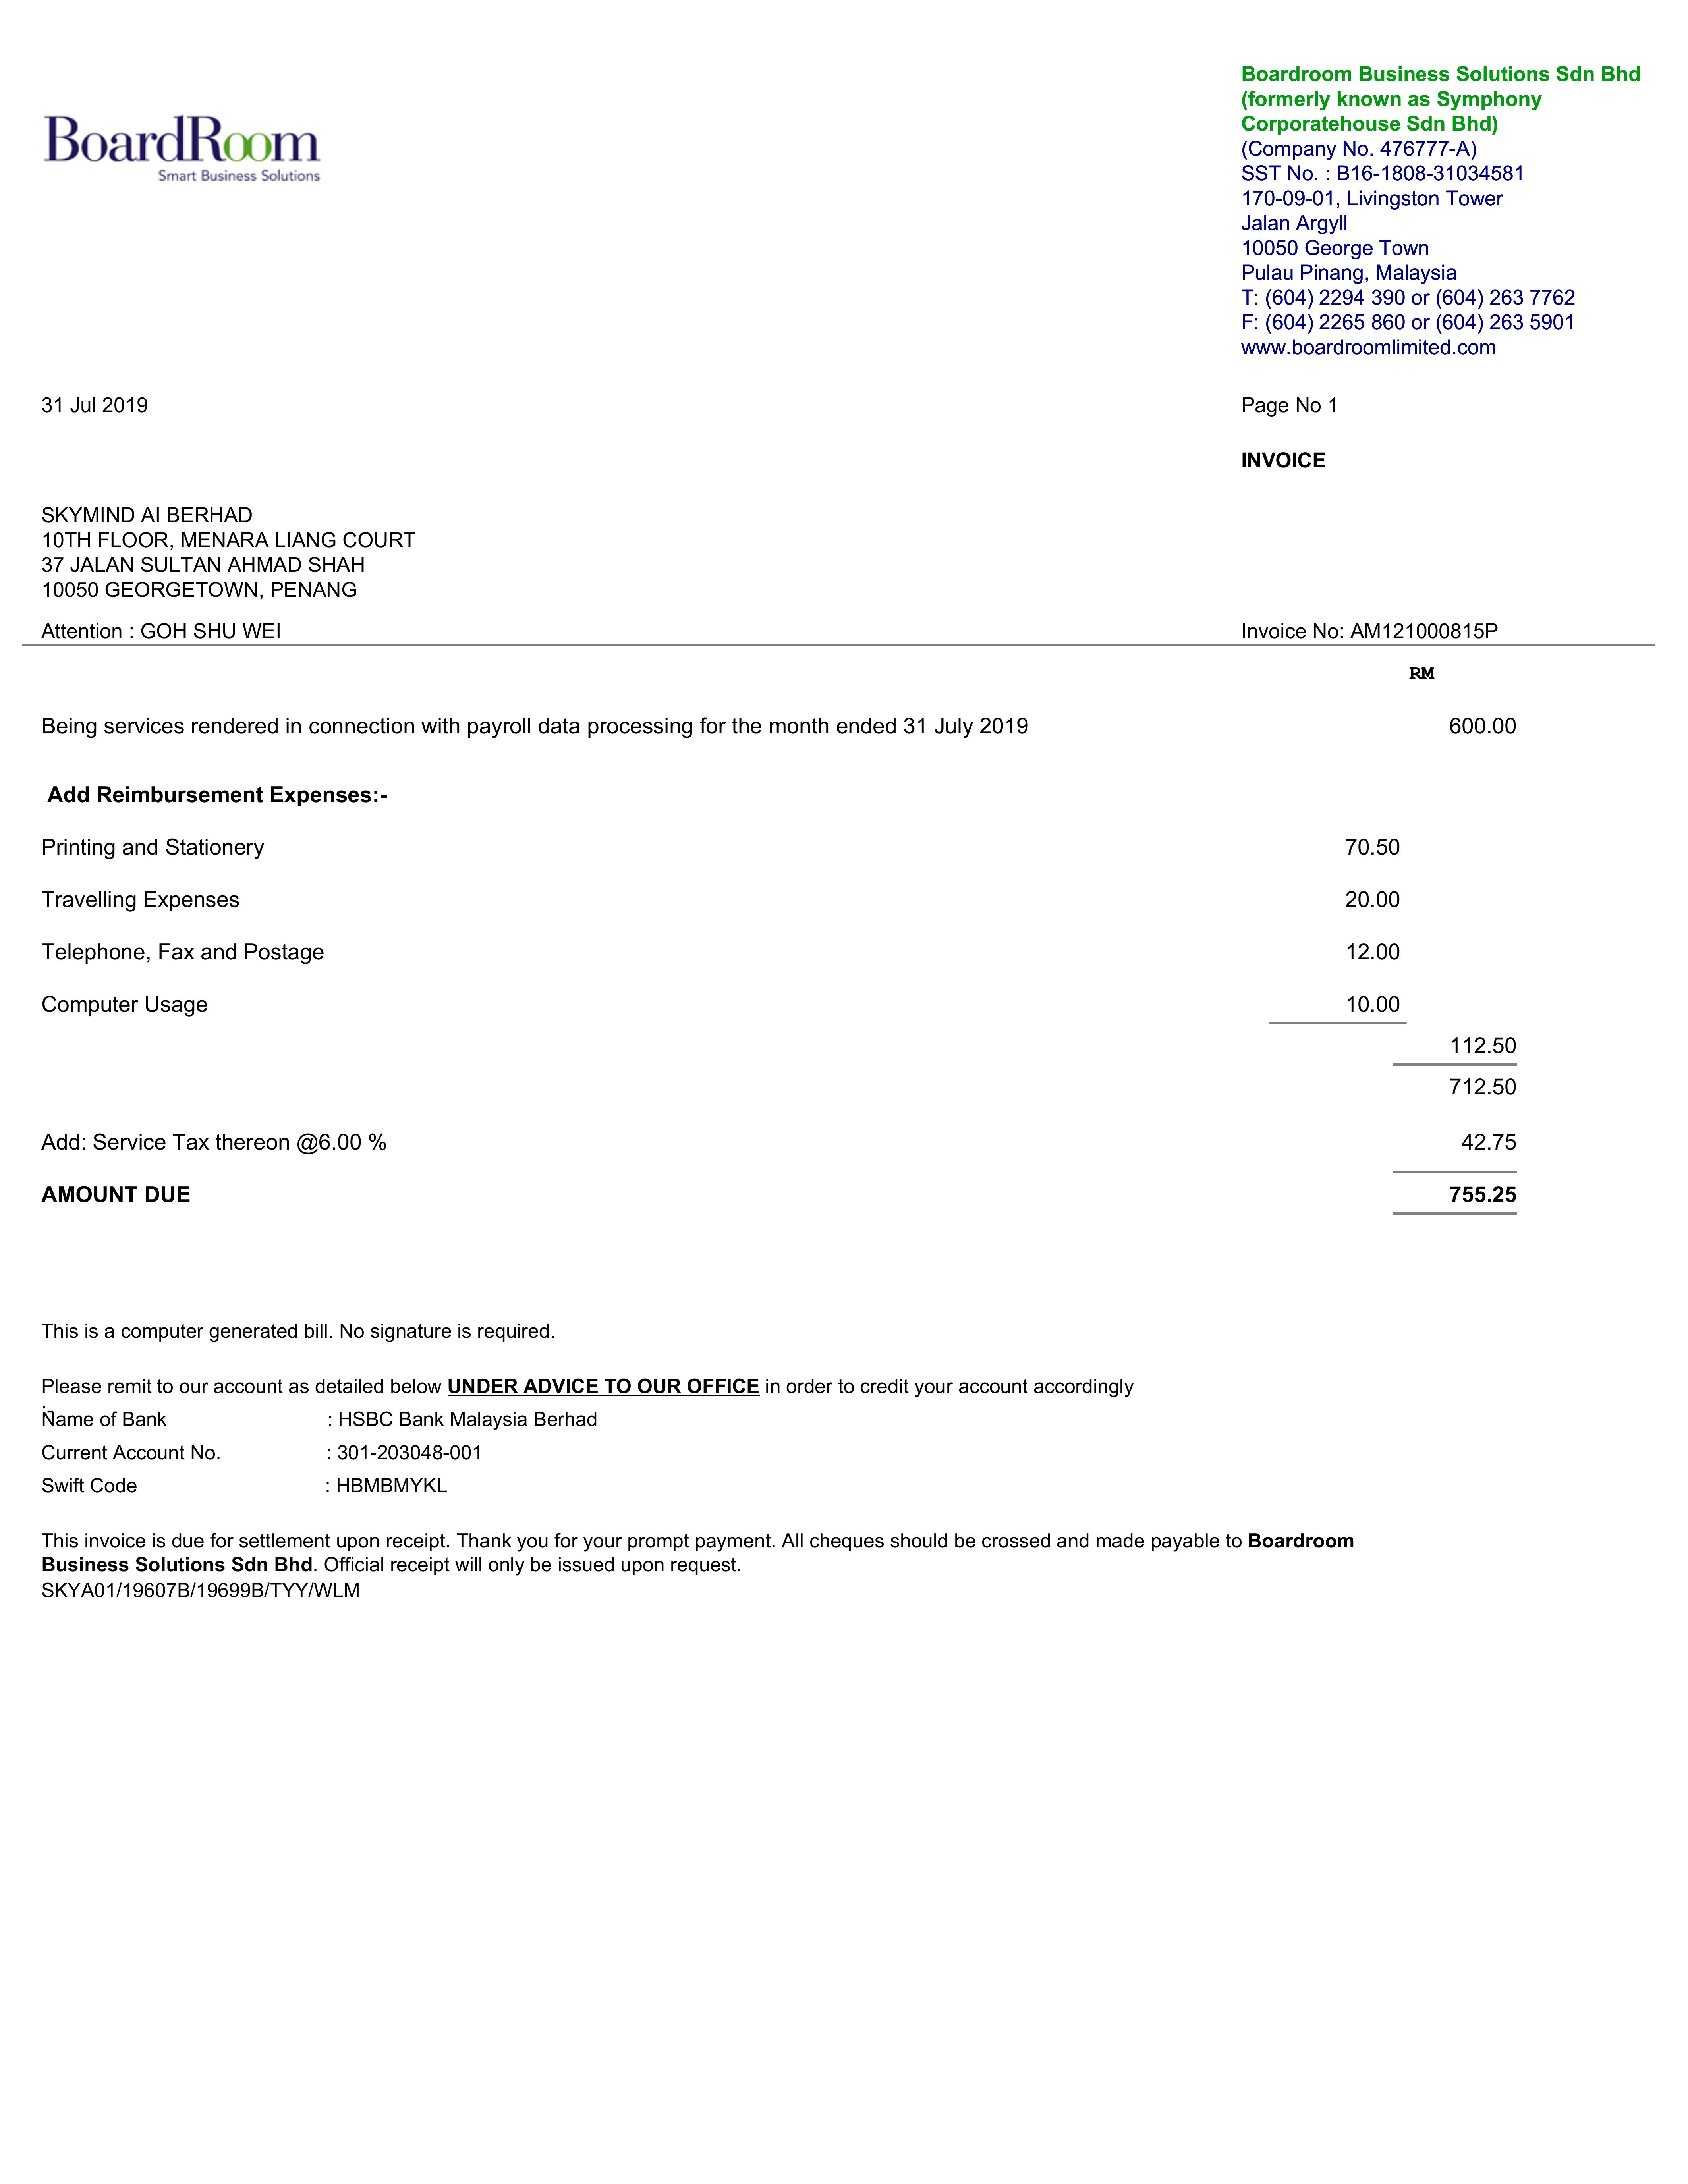 BoardRoom
Smart Business Solutions
Boardroom Business Solutions Sdn Bhd
(formerly known as Symphony
Corporatehouse Sdn Bhd)
(Company No. 476777-A)
SST No. : B16-1808-31034581
170-09-01, Livingston Tower
Jalan Argyll
10050 George Town
Pulau Pinang, Malaysia
T: (604) 2294 390 or (604) 263 7762
F: (604) 2265 860 or (604) 263 5901
www.boardroomlimited.com
31 Jul 2019 Page No 1
INVOICE
SKYMIND AI BERHAD
10TH FLOOR, MENARA LIANG COURT
37 JALAN SULTAN AHMAD SHAH
10050 GEORGETOWN, PENANG
Attention : GOH SHU WEI Invoice No: AM121000815P
RM
Being services rendered in connection with payroll data processing for the month ended 31 July 2019 600.00
Add Reimbursement Expenses:-
Printing and Stationery 70.50
Travelling Expenses 20.00
Telephone, Fax and Postage 12.00
Computer Usage 10.00
112.50
712.50
Add: Service Tax thereon @6.00 % 42.75
AMOUNT DUE 755.25
This is a computer generated bill. No signature is required.
Please remit to our account as detailed below UNDER ADVICE TO OUR OFFICE in order to credit your account accordingly
:-
Name of Bank : HSBC Bank Malaysia Berhad
Current Account No. : 301-203048-001
Swift Code : HBMBMYKL
This invoice is due for settlement upon receipt. Thank you for your prompt payment. All cheques should be crossed and made payable to Boardroom
Business Solutions Sdn Bhd. Official receipt will only be issued upon request.
SKYA01/19607B/19699B/TYY/WLM